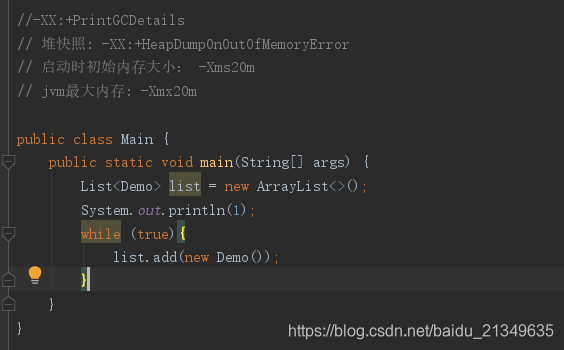 //-XX:+PrintGCDetails
// 堆快照: -XX:+HeapDumpOnOutOfMemoryError
// 启动时初始内存大小： -Xms20m
// jvm最大内存: -Xmx20m
public class Main {
public static void main(String[] args) {
List<Demo> list = new ArrayList<>();
System.out.println(1);
while (true){
list.add(new Demo());
}
}
}
https://blog.csdn.net/baidu_21349635